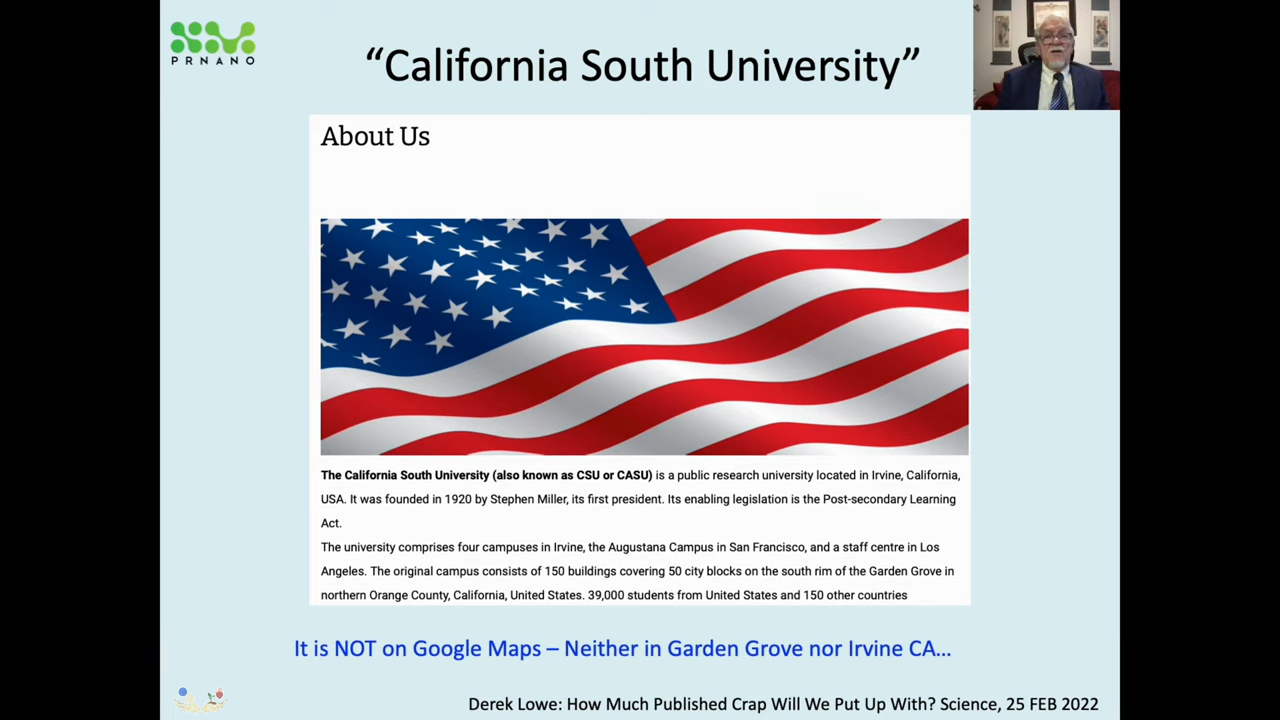 PRNANO
“California South University”
About Us
The California South University (also known as CSU or CASU) is a public research university located in Irvine, California,
USA. It was founded in 1920 by Stephen Miller, its first president. Its enabling legislation is the Post-secondary Learning
Act.
The university comprises four campuses in Irvine, the Augustana Campus in San Francisco, and a staff centre in Los
Angeles. The original campus consists of 150 buildings covering 50 city blocks on the south rim of the Garden Grove in
northern Orange County, California, United States. 39,000 students from United States and 150 other countries
It is NOT on Google Maps – Neither in Garden Grove nor Irvine CA…
Derek Lowe: How Much Published Crap Will We Put Up With? Science, 25 FEB 2022